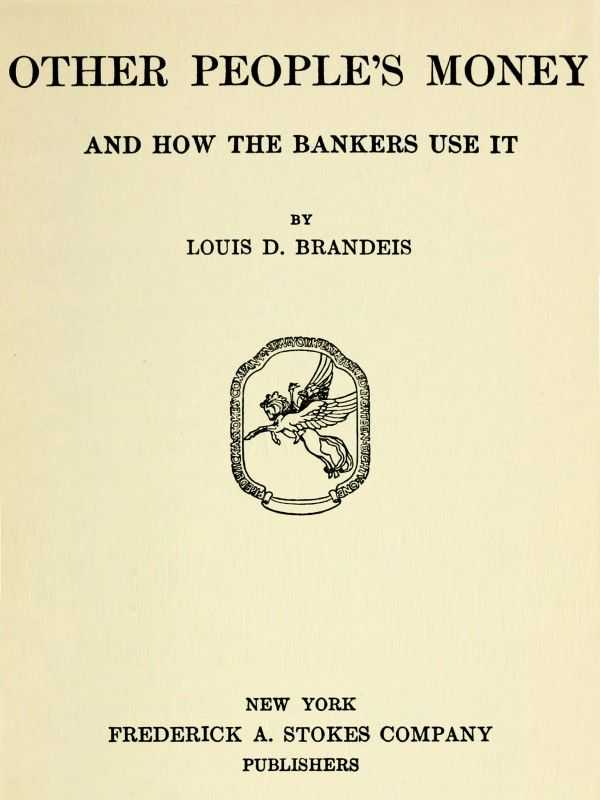 OTHER PEOPLE'S MONEY
AND HOW THE BANKERS USE IT
BY
LOUIS D. BRANDEIS
NEW YORK
FREDERICK A. STOKES COMPANY
PUBLISHERS